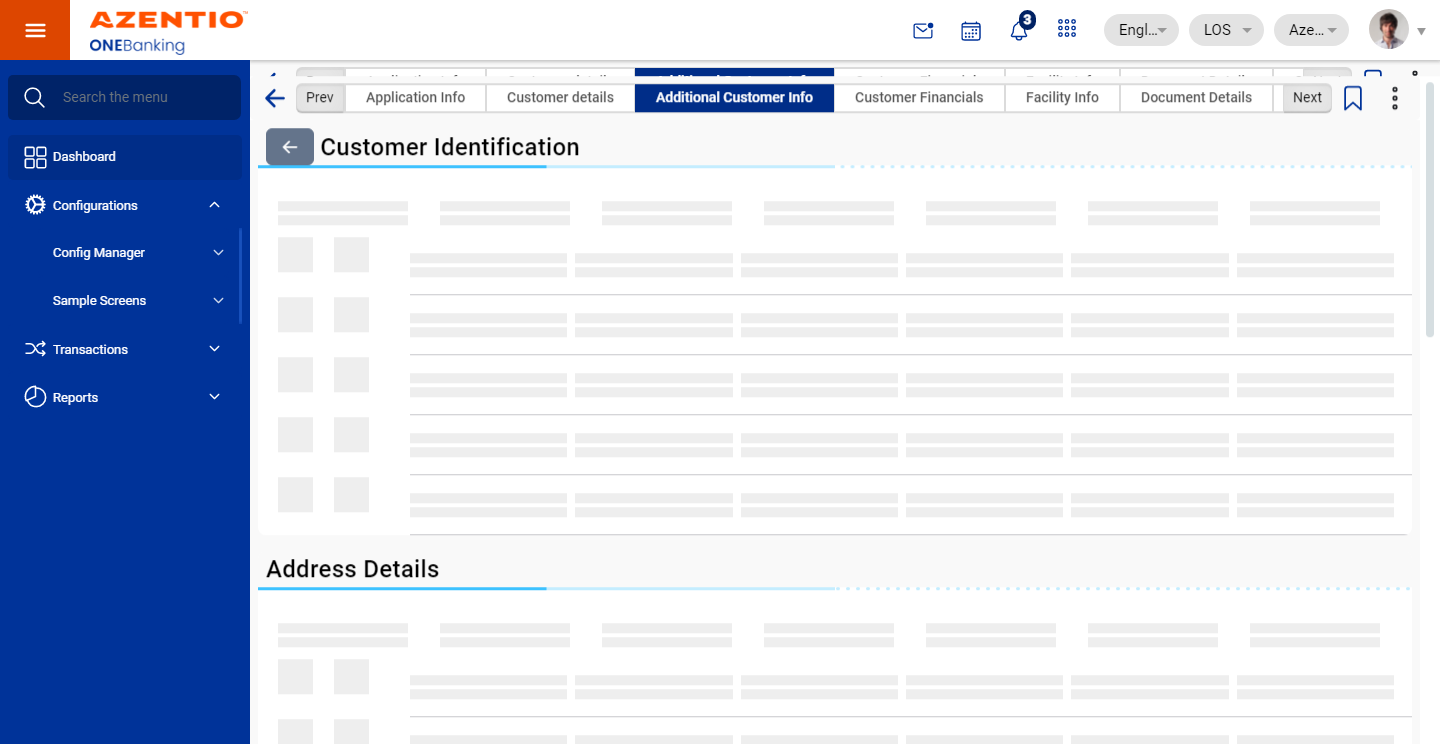 AZENTIO™
ONEBanking
3
Engl...
LOS
Aze...
Search the menu
Dashboard
Configurations
Config Manager
Sample Screens
Transactions
Reports
Prev
Application Info
Customer details
Additional Customer Info
Customer Financials
Facility Info
Document Details
Next
Customer Identification
Address Details